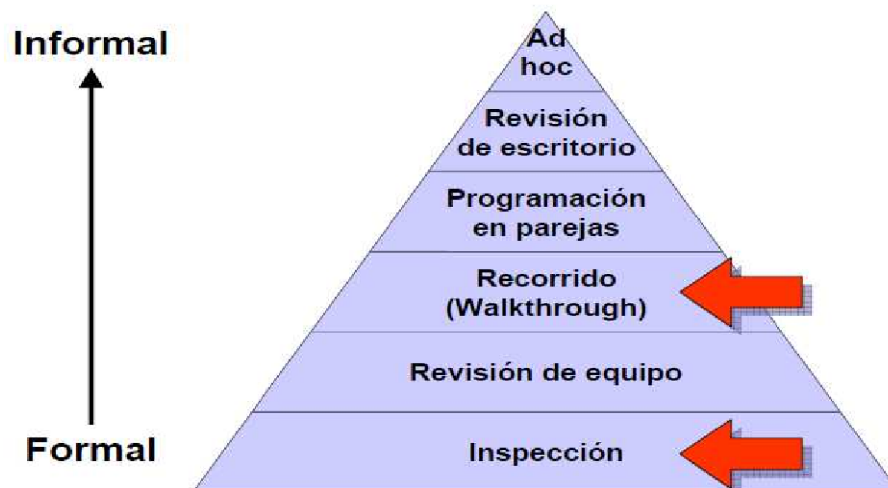 Informal
Formal
Ad
hoc
Revisión
de escritorio
Programación
en parejas
Recorrido
(Walkthrough)
Revisión de equipo
Inspección